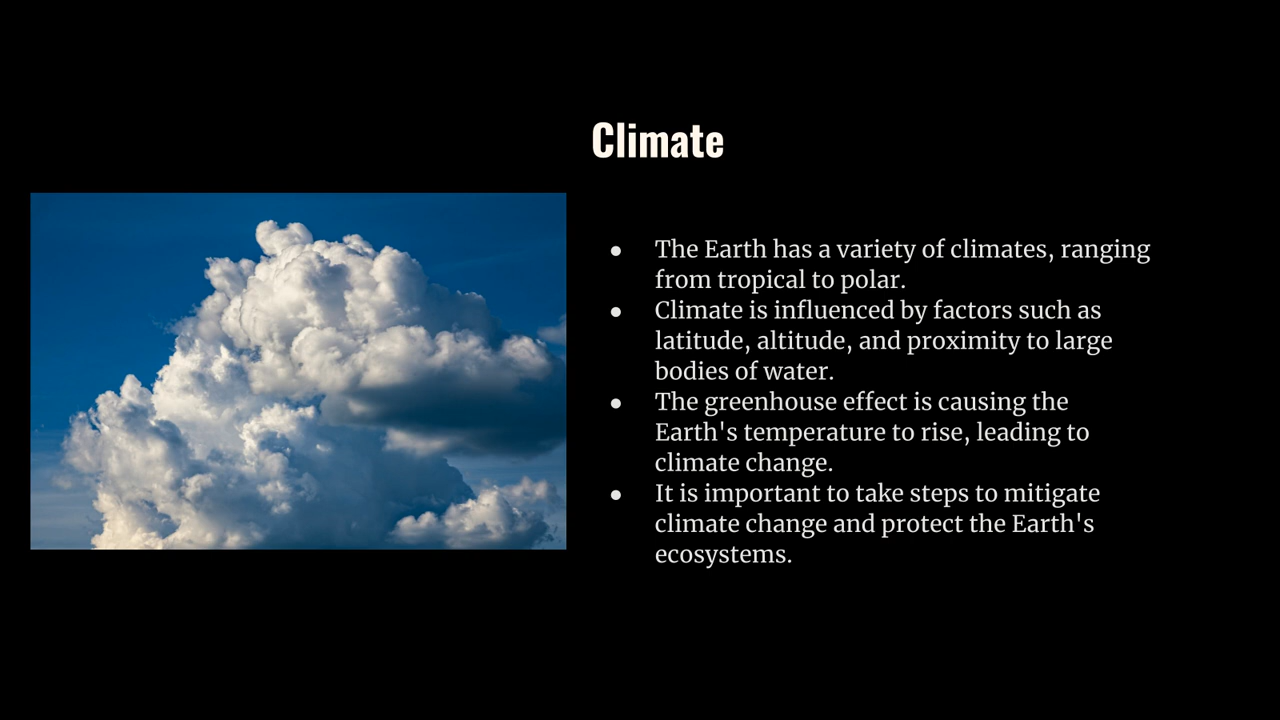 Climate
● The Earth has a variety of climates, ranging
from tropical to polar.
● Climate is influenced by factors such as
latitude, altitude, and proximity to large
bodies of water.
● The greenhouse effect is causing the
Earth's temperature to rise, leading to
climate change.
● It is important to take steps to mitigate
climate change and protect the Earth's
ecosystems.